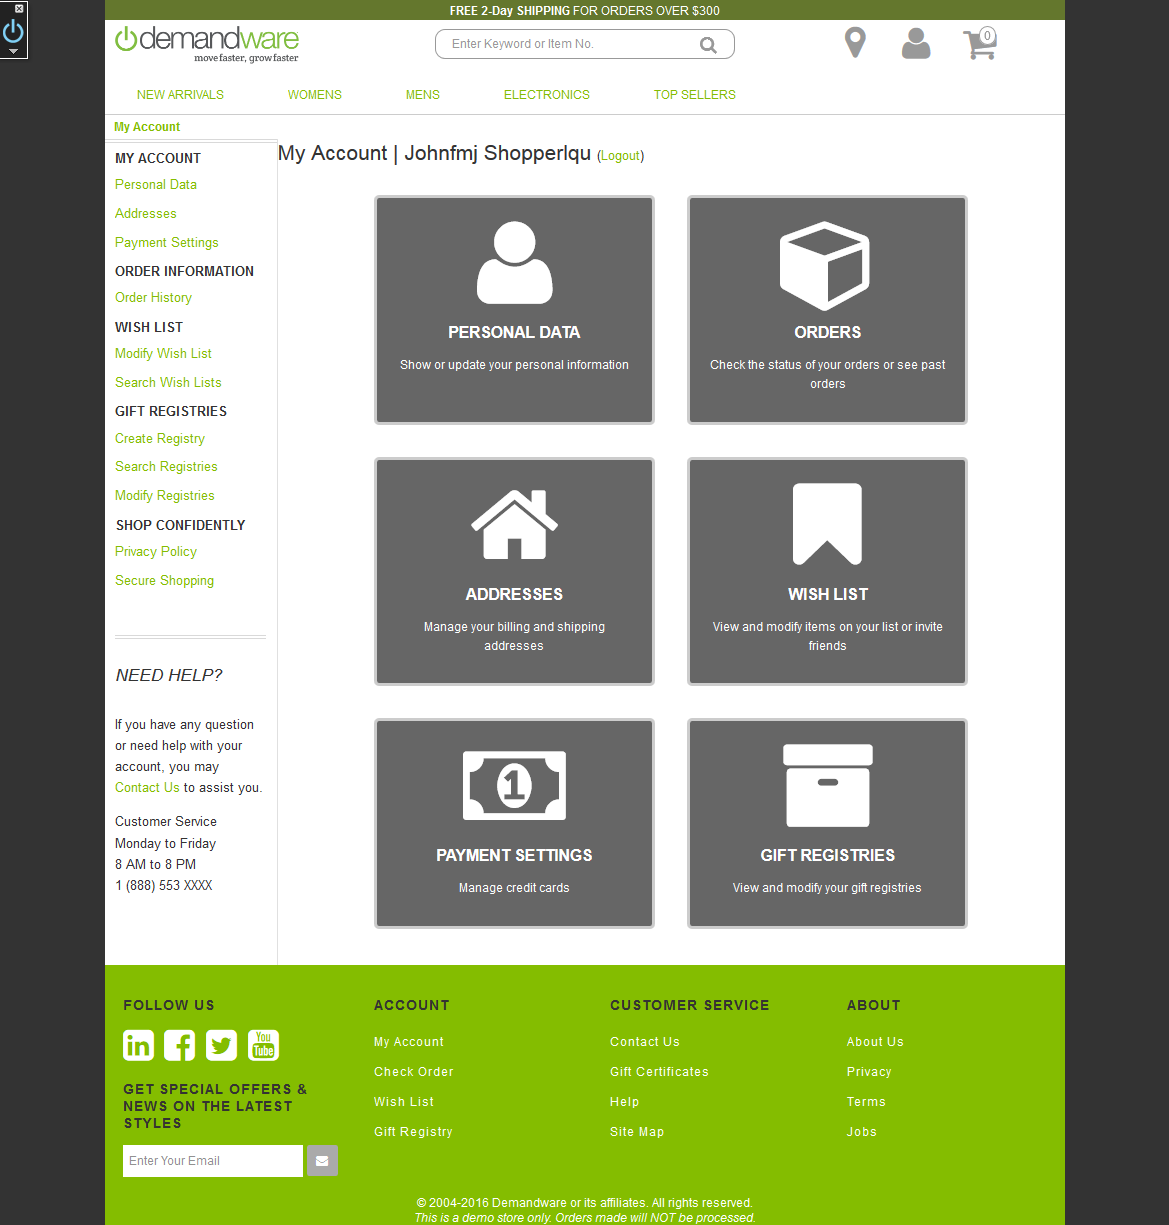 FREE 2-Day SHIPPING FOR ORDERS OVER $300
demandware
move faster, grow faster
Enter Keyword or Item No.
0
NEW ARRIVALS WOMENS MENS ELECTRONICS TOP SELLERS
My Account
MY ACCOUNT
Personal Data
Addresses
Payment Settings
ORDER INFORMATION
Order History
WISH LIST
Modify Wish List
Search Wish Lists
GIFT REGISTRIES
Create Registry
Search Registries
Modify Registries
SHOP CONFIDENTLY
Privacy Policy
Secure Shopping
NEED HELP?
If you have any question
or need help with your
account, you may
Contact Us to assist you.
Customer Service
Monday to Friday
8 AM to 8 PM
1 (888) 553 XXXX
My Account | Johnfmj Shopperlqu (Logout)
PERSONAL DATA
Show or update your personal information
ORDERS
Check the status of your orders or see past
orders
ADDRESSES
Manage your billing and shipping
addresses
WISH LIST
View and modify items on your list or invite
friends
1
PAYMENT SETTINGS
Manage credit cards
GIFT REGISTRIES
View and modify your gift registries
FOLLOW US
in
f
You
Tube
GET SPECIAL OFFERS &
NEWS ON THE LATEST
STYLES
Enter Your Email
ACCOUNT
My Account
Check Order
Wish List
Gift Registry
CUSTOMER SERVICE
Contact Us
Gift Certificates
Help
Site Map
ABOUT
About Us
Privacy
Terms
Jobs
© 2004-2016 Demandware or its affiliates. All rights reserved.
This is a demo store only. Orders made will NOT be processed.